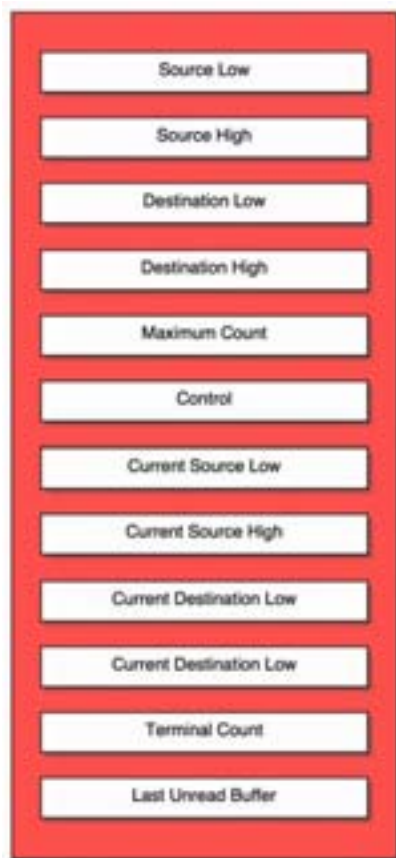 Source Low
Source High
Destination Low
Destination High
Maximum Count
Control
Current Source Low
Current Source High
Current Destination Low
Current Destination Low
Terminal Count
Last Unread Buffer